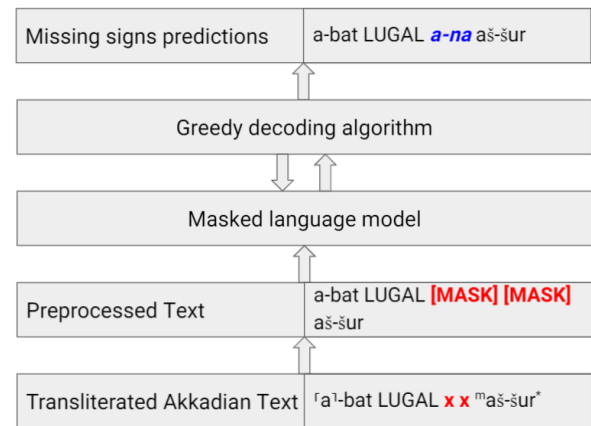 Missing signs predictions
a-bat LUGAL a-na aš-šur
Greedy decoding algorithm
Masked language model
Preprocessed Text
a-bat LUGAL [MASK] [MASK]
aš-šur
Transliterated Akkadian Text
⸢a⸣-bat LUGAL x x ᵐaš-šur*